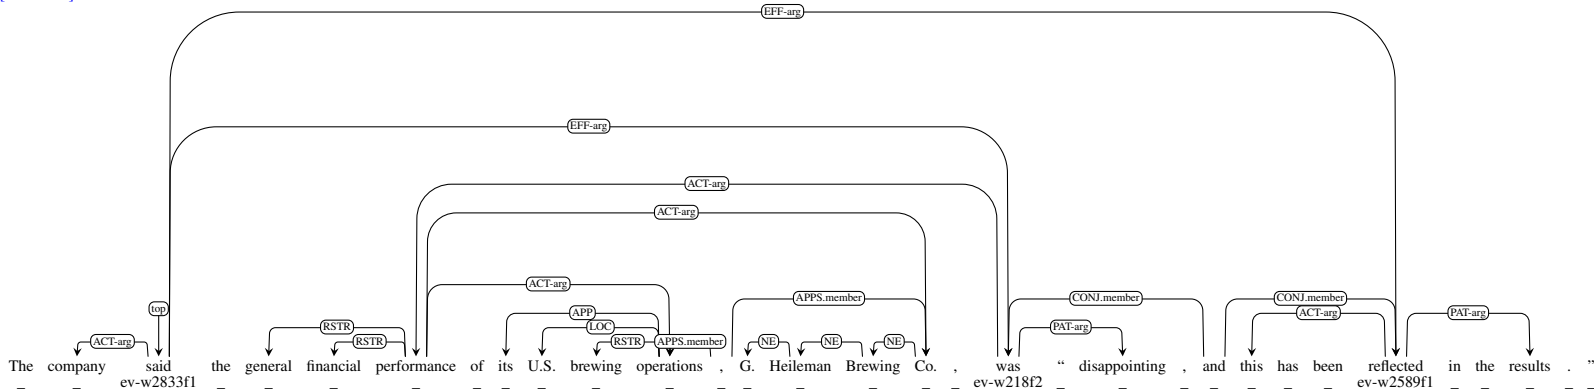 EFF-arg
EFF-arg
ACT-arg
ACT-arg
ACT-arg
APPS.member CONJ.member CONJ.member
top APP ACT-arg PAT-arg
RSTR LOC PAT-arg
ACT-arg RSTR RSTR APPS.member NE NE NE
The company said the general financial performance of its U.S. brewing operations , G. Heileman Brewing Co. , was “ disappointing , and this has been reflected in the results . ”
_ _ ev-w2833f1 _ _ _ _ _ _ _ _ _ _ _ _ _ _ _ ev-w218f2 _ _ _ _ _ _ _ ev-w2589f1 _ _ _ _ _